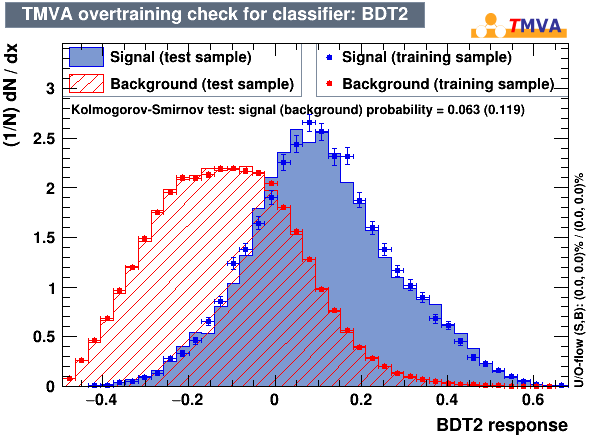 TMVA overtraining check for classifier: BDT2
TMVA
Signal (test sample)
Background (test sample)
Signal (training sample)
Background (training sample)
Kolmogorov-Smirnov test: signal (background) probability = 0.063 (0.119)
(1/N) dN / dx
3
2.5
2
1.5
1
0.5
0
−0.4 −0.2 0 0.2 0.4 0.6
BDT2 response
U/O-flow (S,B): (0.0, 0.0)% / (0.0, 0.0)%